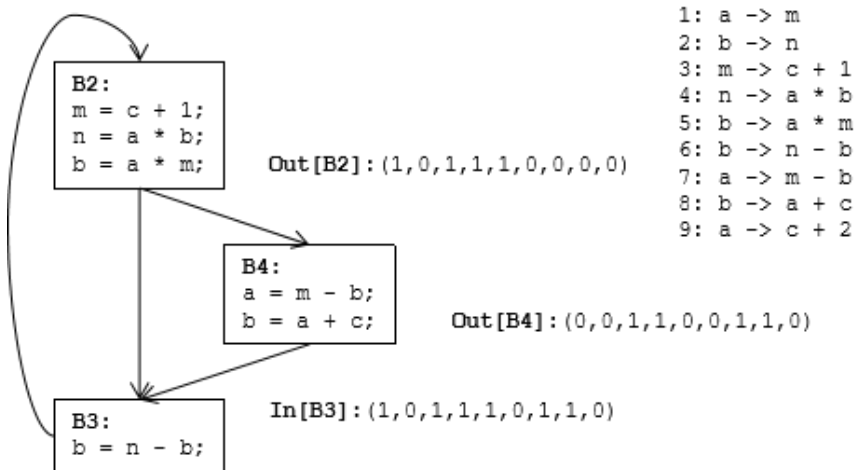 1: a -> m
2: b -> n
3: m -> c + 1
4: n -> a * b
5: b -> a * m
6: b -> n - b
7: a -> m - b
8: b -> a + c
9: a -> c + 2
B2:
m = c + 1;
n = a * b;
b = a * m;
Out[B2]:(1,0,1,1,1,0,0,0,0)
B4:
a = m - b;
b = a + c;
Out[B4]:(0,0,1,1,0,0,1,1,0)
In[B3]:(1,0,1,1,1,0,1,1,0)
B3:
b = n - b;